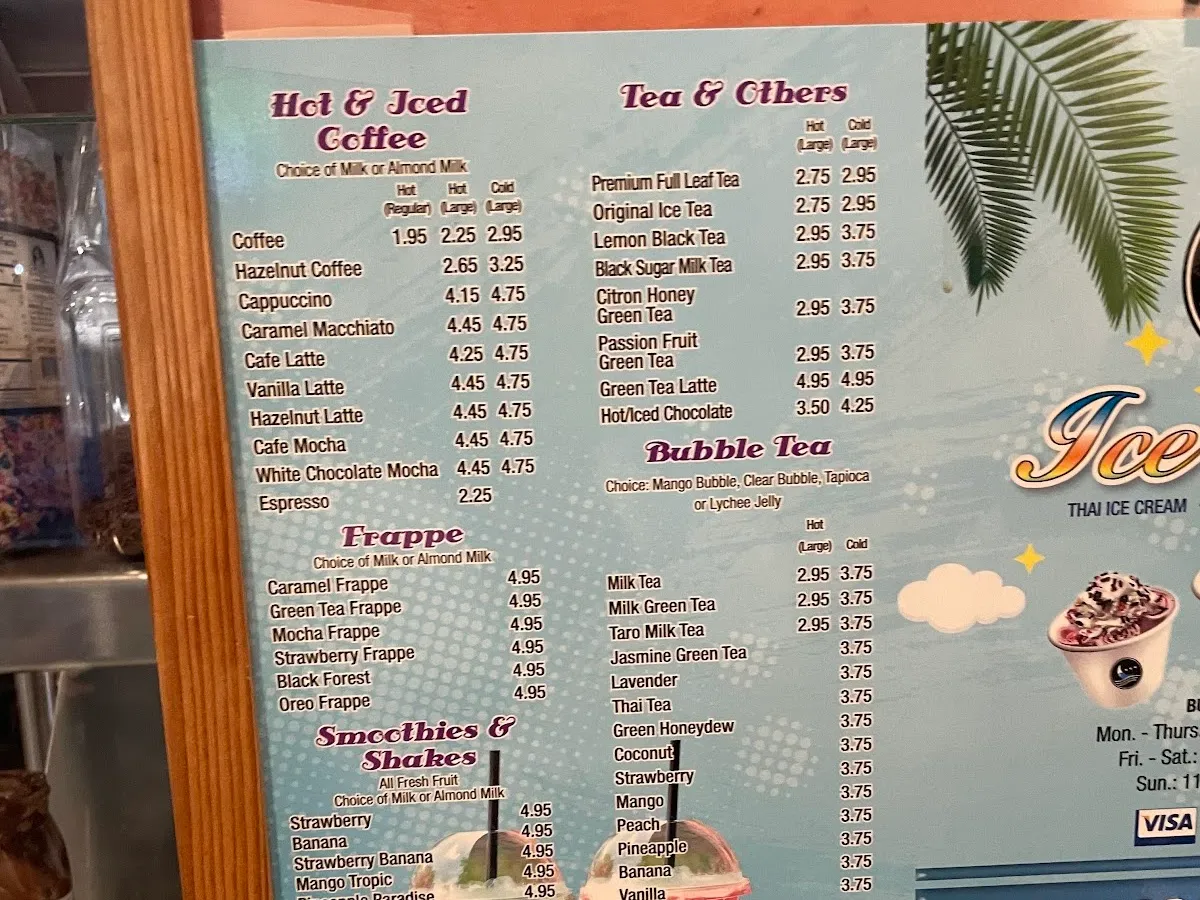 Hot & Iced
Coffee
Choice of Milk or Almond Milk
Hot Hot Cold
(Regular) (Large) (Large)
Coffee 1.95 2.25 2.95
Hazelnut Coffee 2.65 3.25
Cappuccino 4.15 4.75
Caramel Macchiato 4.45 4.75
Cafe Latte 4.25 4.75
Vanilla Latte 4.45 4.75
Hazelnut Latte 4.45 4.75
Cafe Mocha 4.45 4.75
White Chocolate Mocha 4.45 4.75
Espresso 2.25
Frappe
Choice of Milk or Almond Milk
Caramel Frappe 4.95
Green Tea Frappe 4.95
Mocha Frappe 4.95
Strawberry Frappe 4.95
Black Forest 4.95
Oreo Frappe 4.95
Smoothies &
Shakes
All Fresh Fruit
Choice of Milk or Almond Milk
Strawberry 4.95
Banana 4.95
Strawberry Banana 4.95
Mango Tropic 4.95
Pineapple Paradise 4.95
Tea & Others
Hot Cold
(Large) (Large)
Premium Full Leaf Tea 2.75 2.95
Original Ice Tea 2.75 2.95
Lemon Black Tea 2.95 3.75
Black Sugar Milk Tea 2.95 3.75
Citron Honey
Green Tea 2.95 3.75
Passion Fruit
Green Tea 2.95 3.75
Green Tea Latte 4.95 4.95
Hot/Iced Chocolate 3.50 4.25
Bubble Tea
Choice: Mango Bubble, Clear Bubble, Tapioca
or Lychee Jelly
Hot
(Large) Cold
Milk Tea 2.95 3.75
Milk Green Tea 2.95 3.75
Taro Milk Tea 2.95 3.75
Jasmine Green Tea 3.75
Lavender 3.75
Thai Tea 3.75
Green Honeydew 3.75
Coconut 3.75
Strawberry 3.75
Mango 3.75
Peach 3.75
Pineapple 3.75
Banana 3.75
Vanilla 3.75
Ice
THAI ICE CREAM
Mon. - Thurs
Fri. - Sat.:
Sun.: 11
VISA